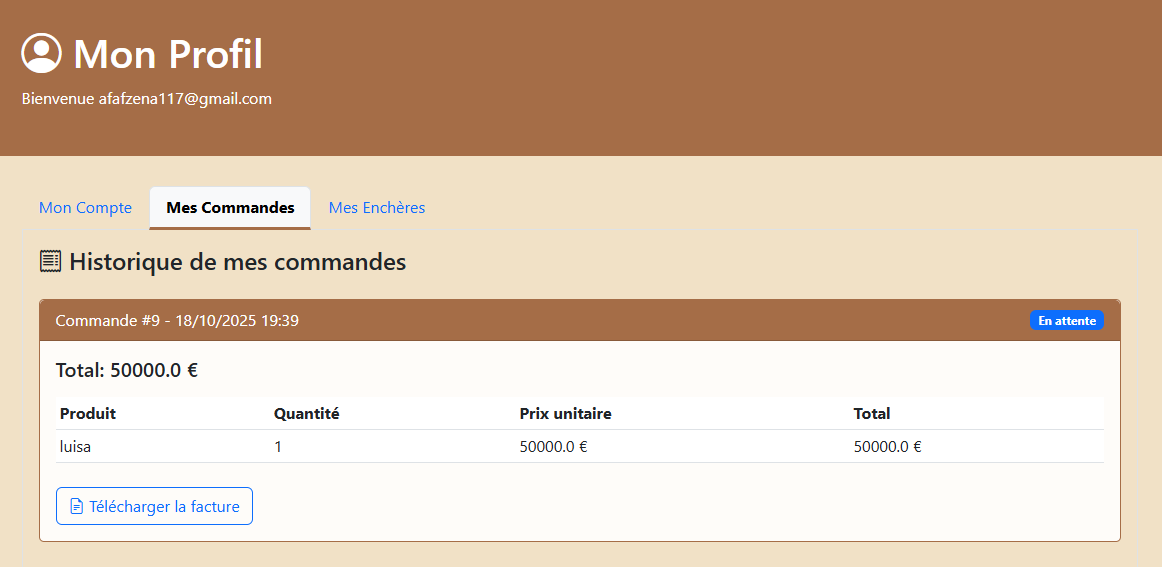 Mon Profil
Bienvenue afafzena117@gmail.com
Mon Compte Mes Commandes Mes Enchères
Historique de mes commandes
Commande #9 - 18/10/2025 19:39 En attente
Total: 50000.0 €
Produit Quantité Prix unitaire Total
luisa 1 50000.0 € 50000.0 €
Télécharger la facture